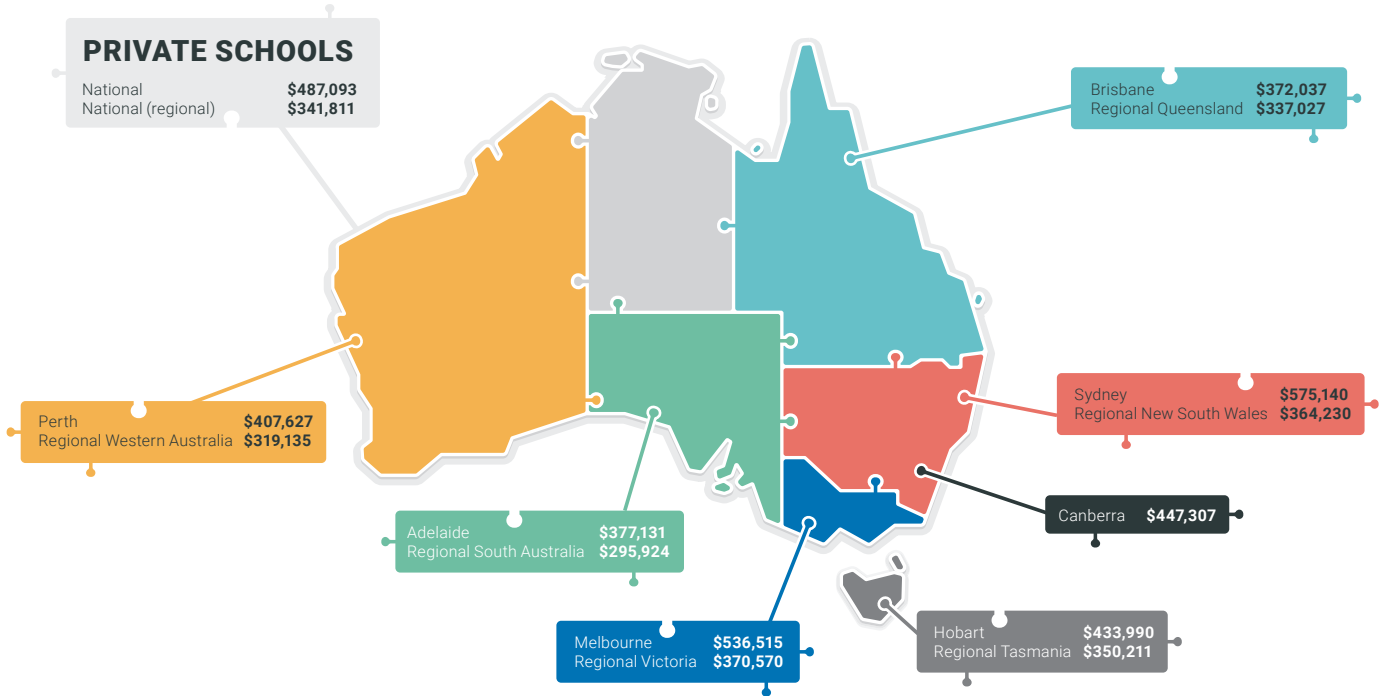 PRIVATE SCHOOLS
National $487,093
National (regional) $341,811
Brisbane $372,037
Regional Queensland $337,027
Perth $407,627
Regional Western Australia $319,135
Sydney $575,140
Regional New South Wales $364,230
Canberra $447,307
Adelaide $377,131
Regional South Australia $295,924
Melbourne $536,515
Regional Victoria $370,570
Hobart $433,990
Regional Tasmania $350,211